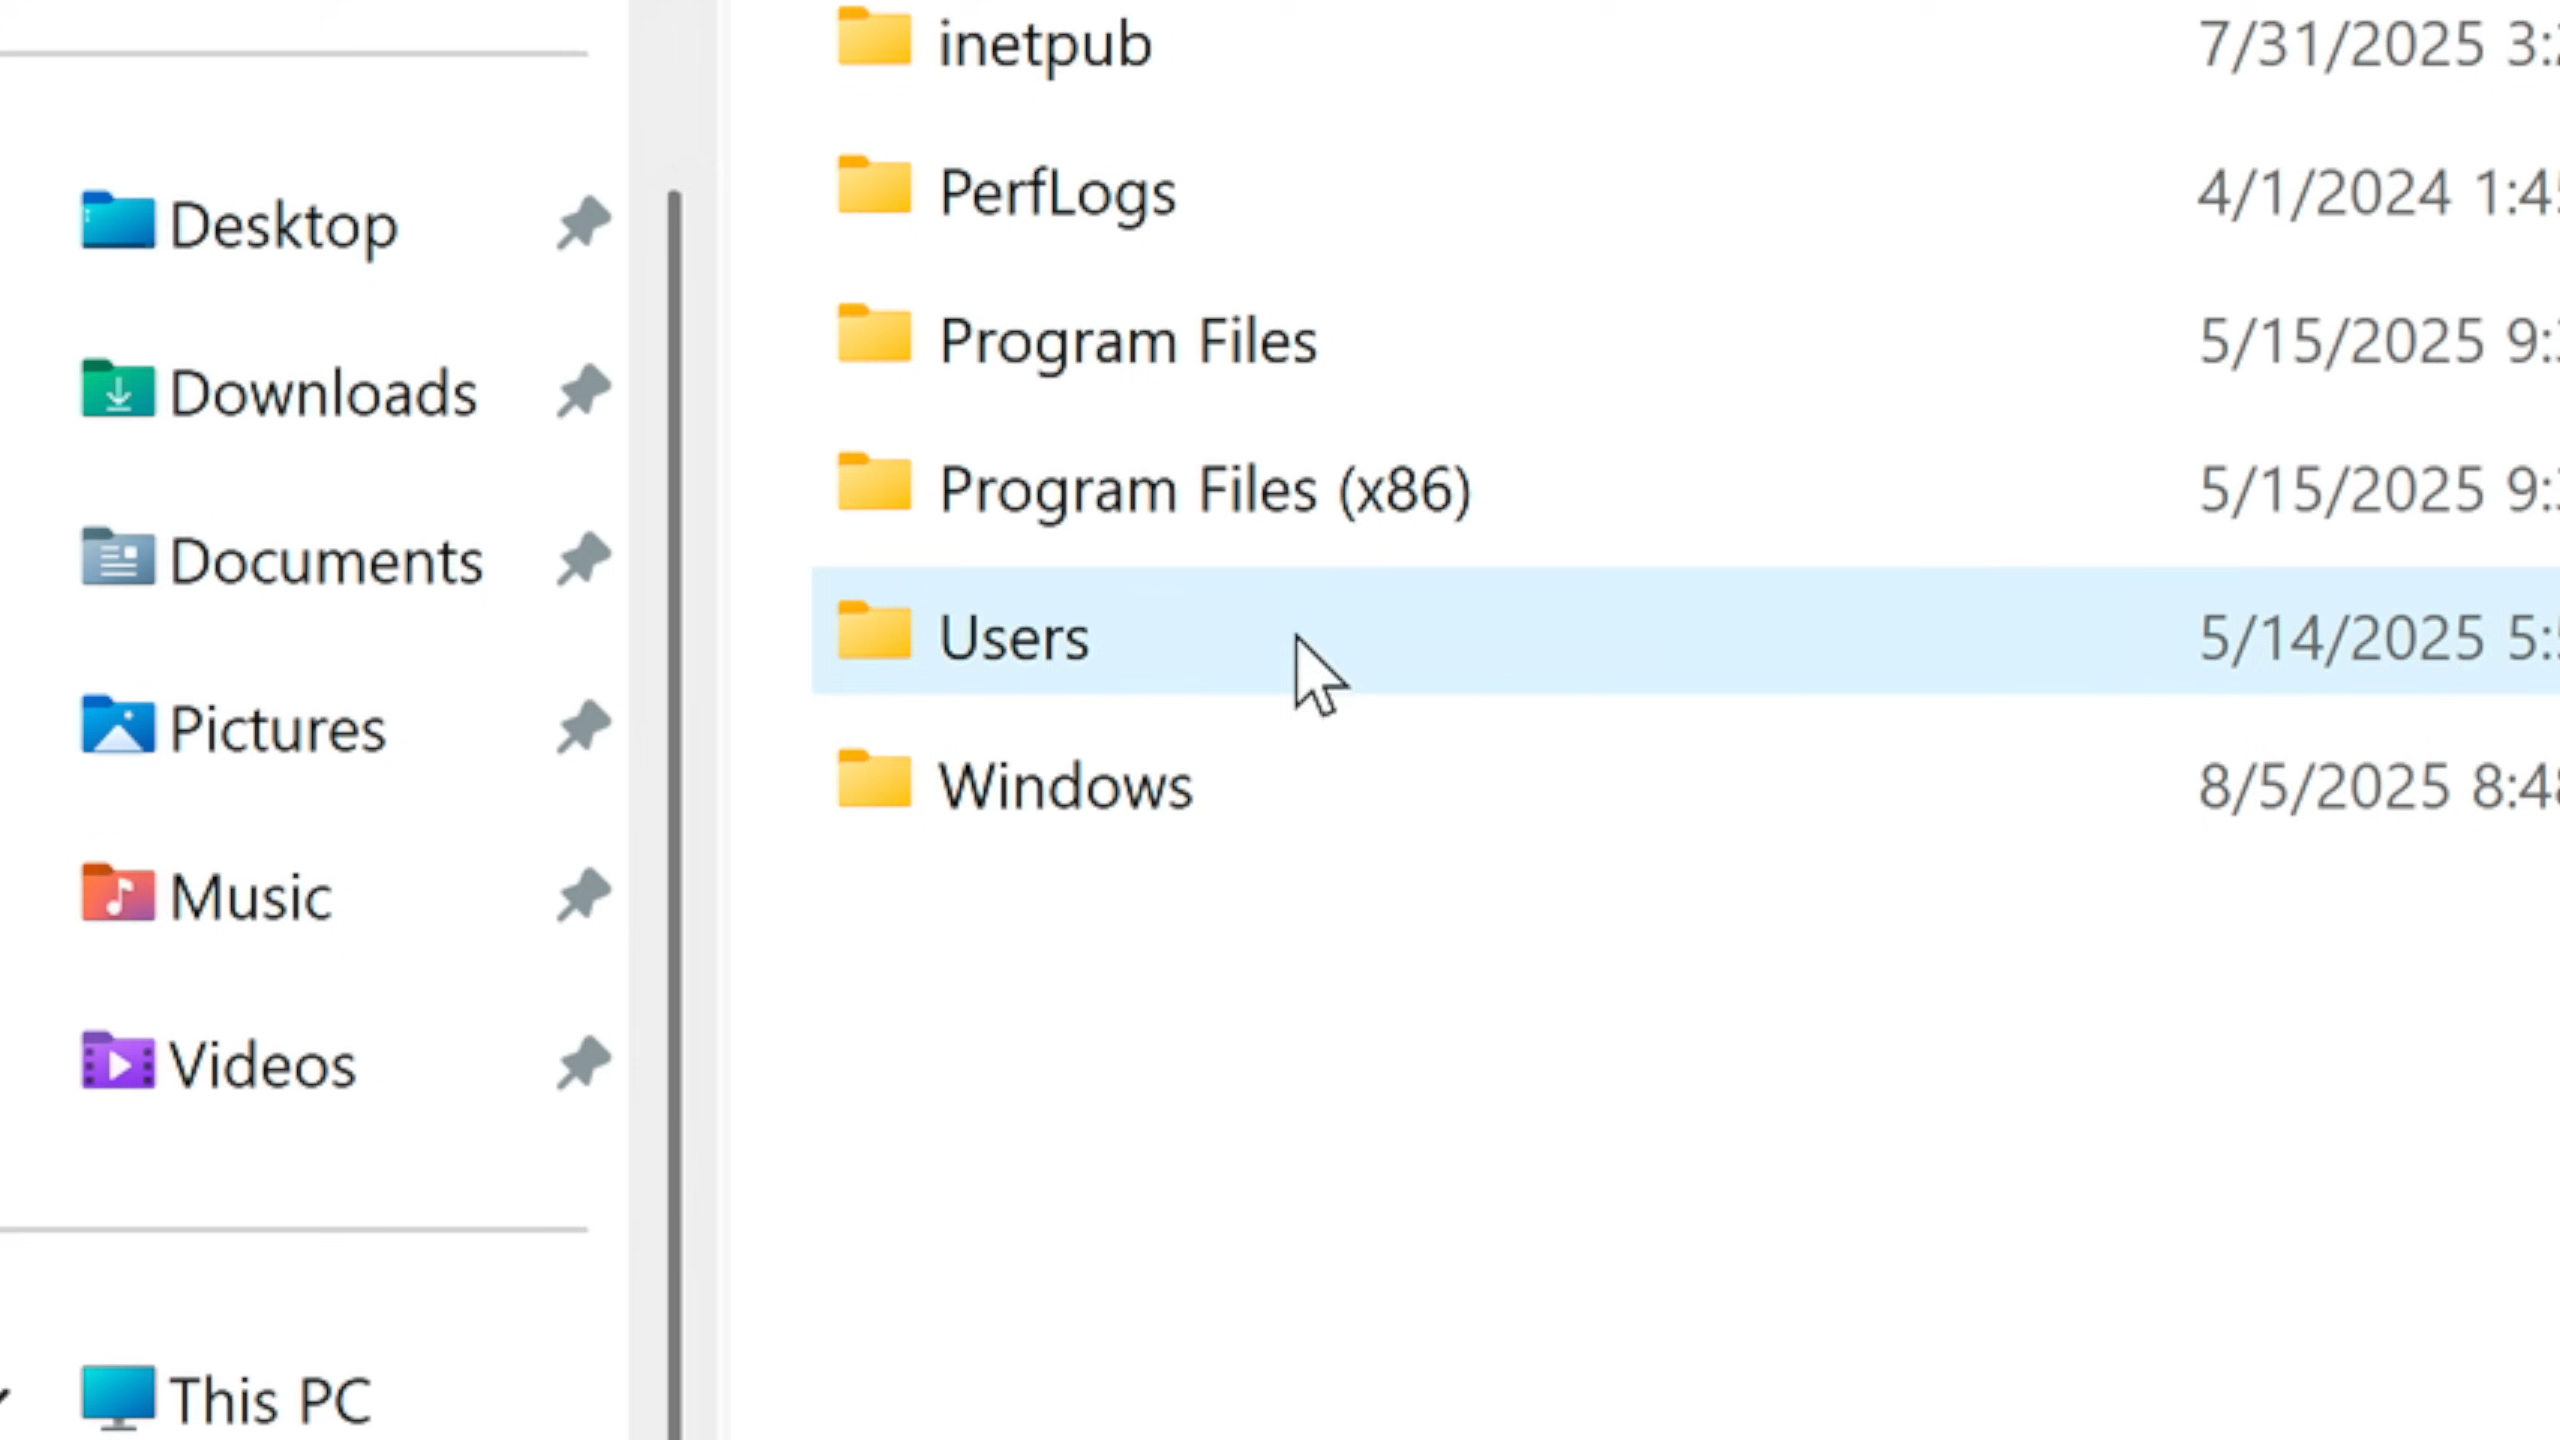 Desktop
Downloads
Documents
Pictures
Music
Videos
This PC
inetpub 7/31/2025
PerfLogs 4/1/2024
Program Files 5/15/2025
Program Files (x86) 5/15/2025
Users 5/14/2025
Windows 8/5/2025